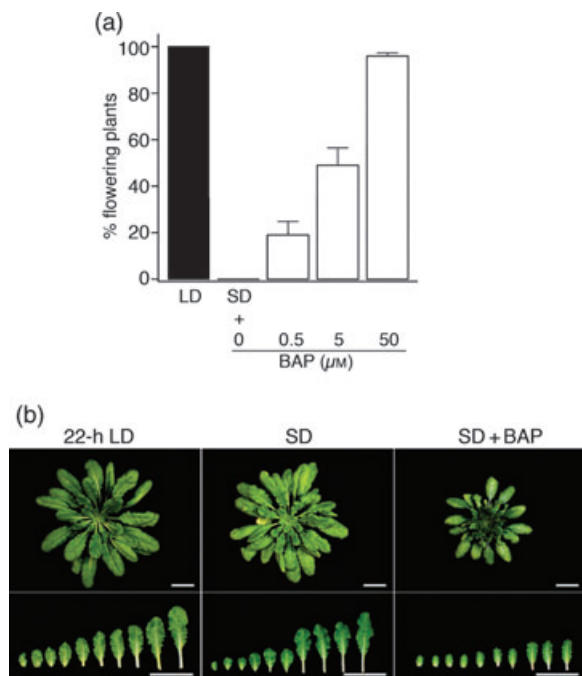 (a)
100
80
60
40
20
0
% flowering plants
LD SD
+
0 0.5 5 50
BAP (µM)
(b)
22-h LD SD SD + BAP